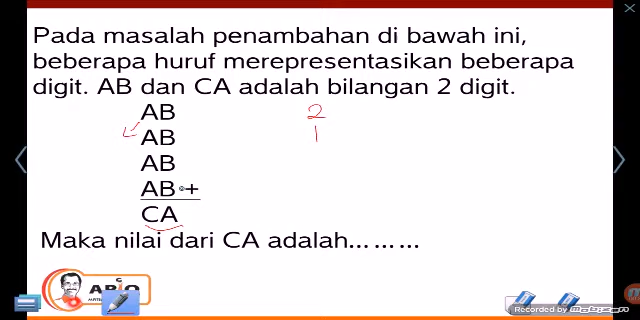 Pada masalah penambahan di bawah ini,
beberapa huruf merepresentasikan beberapa
digit. AB dan CA adalah bilangan 2 digit.
AB
AB
AB
AB+
CA
2
1
Maka nilai dari CA adalah... ... ...
Recorded by